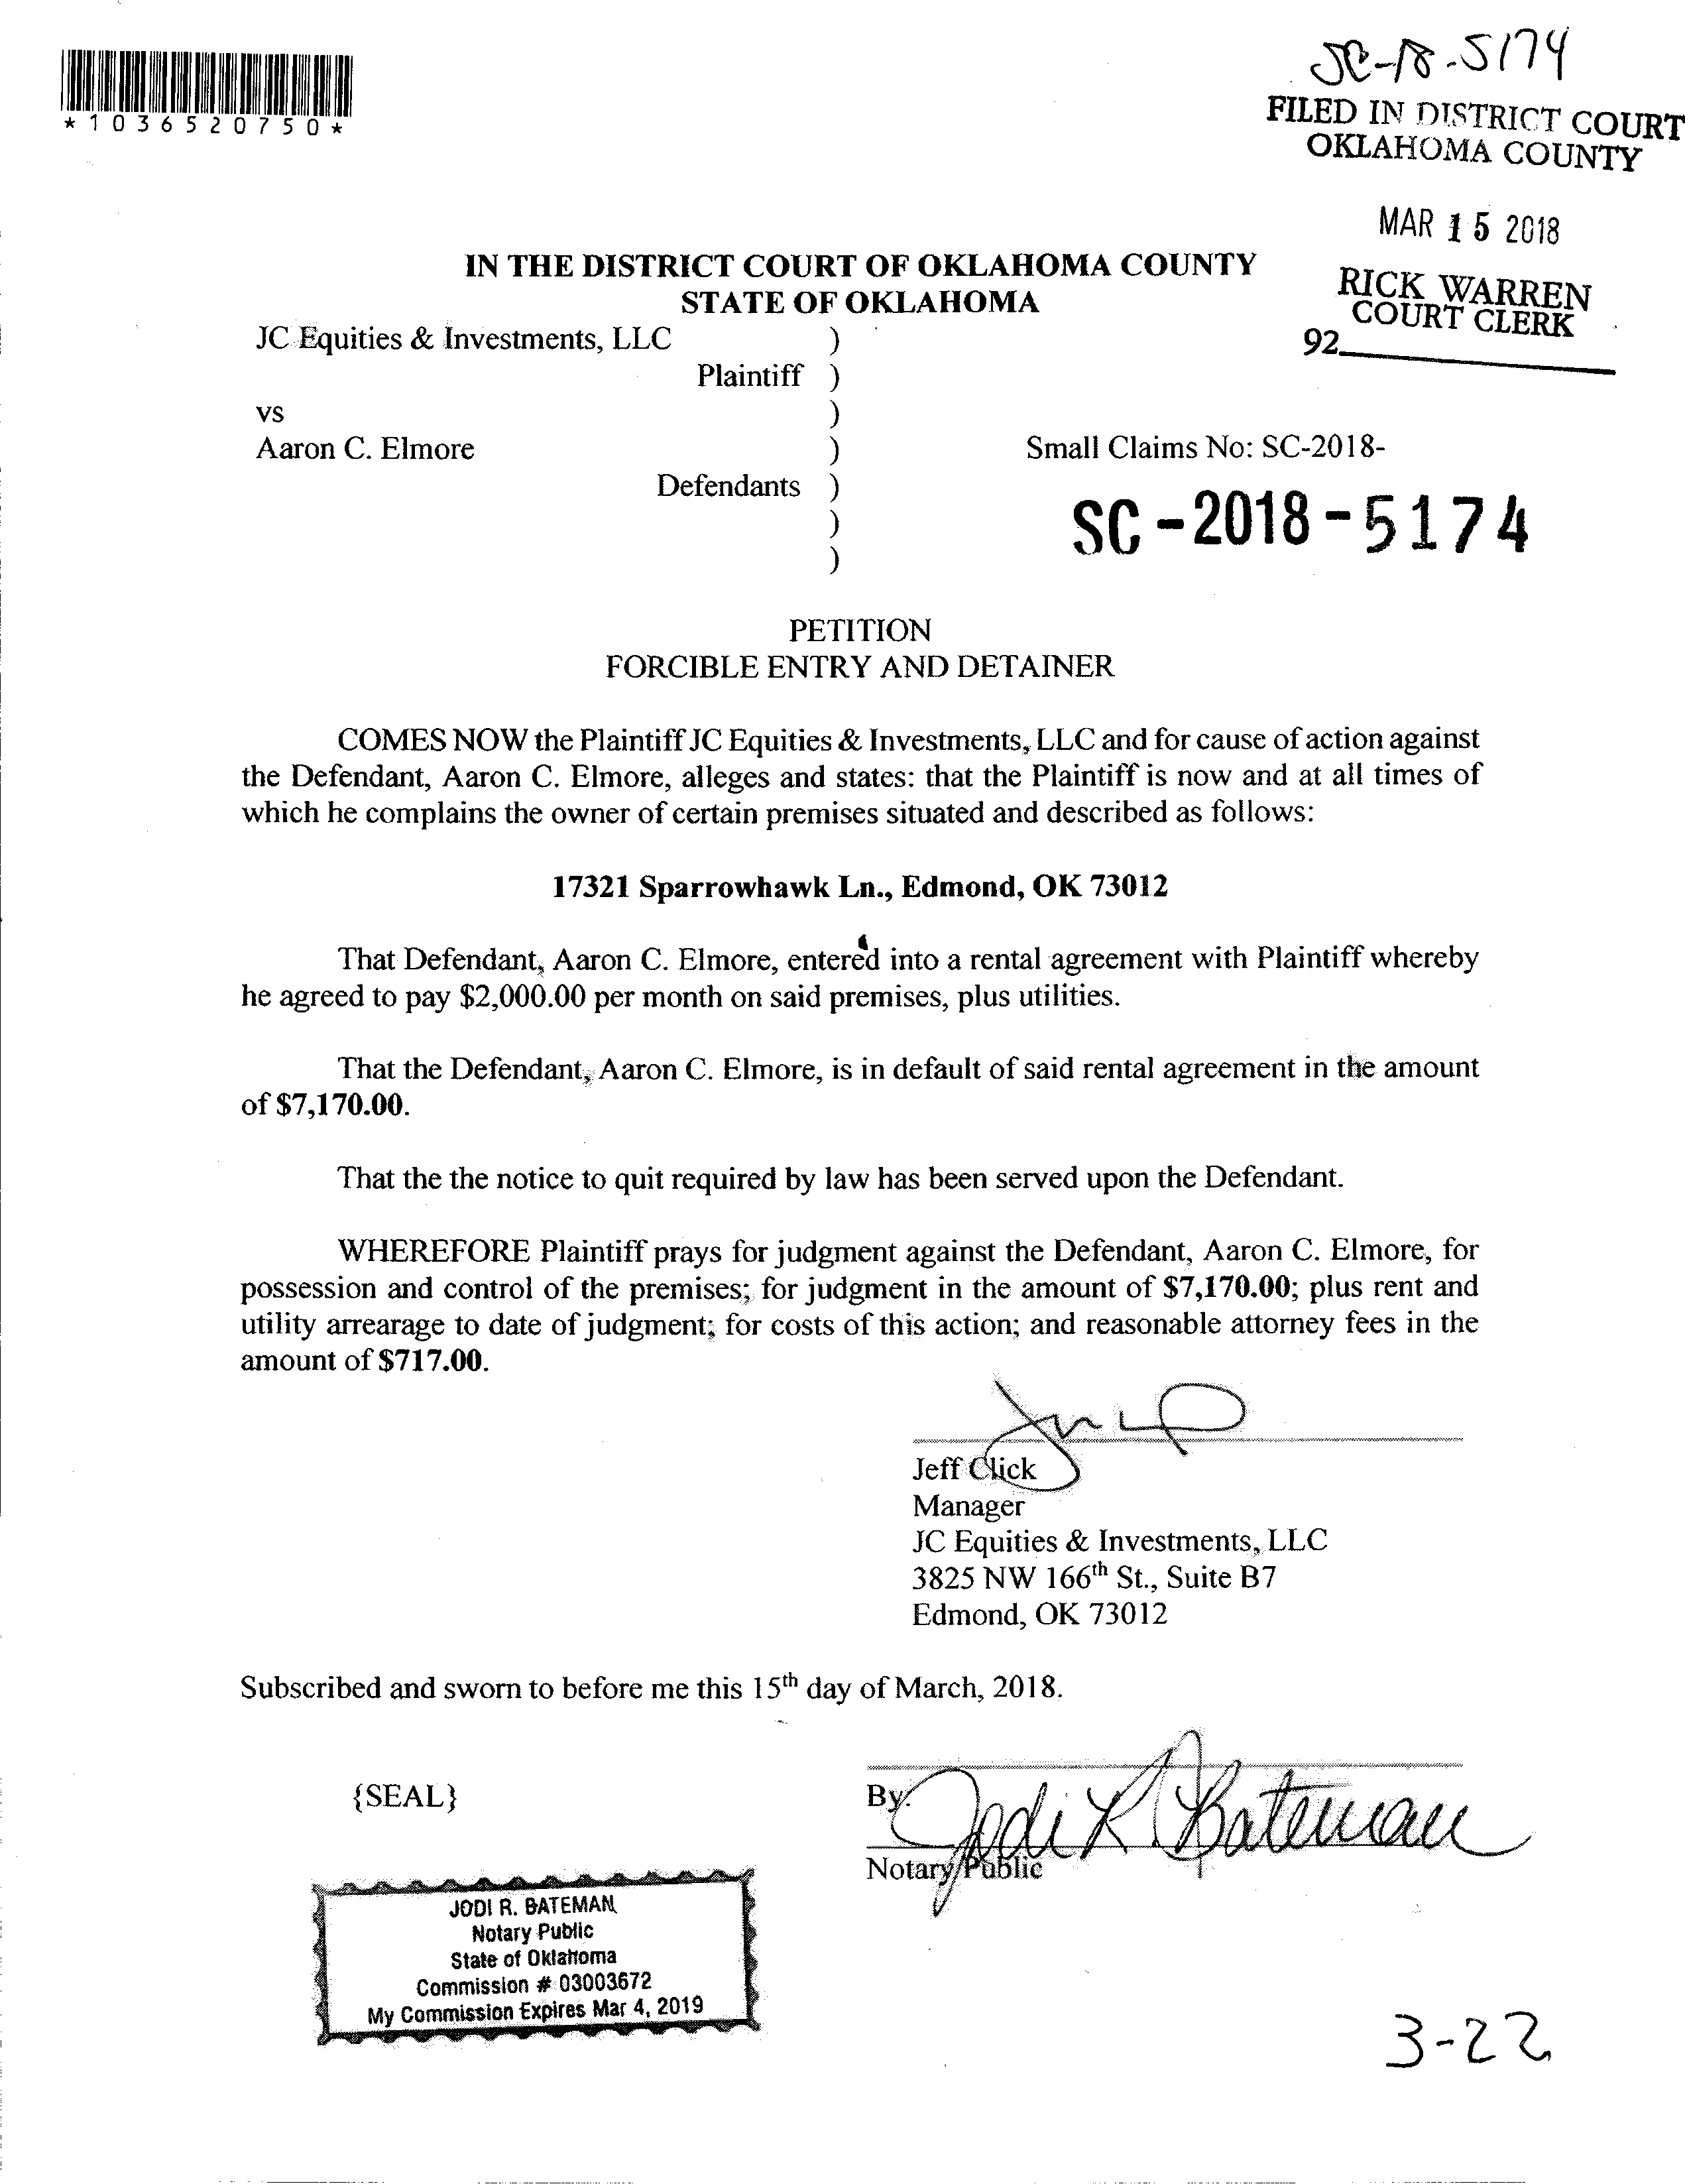 SC-18-5174
*1036520750*
FILED IN DISTRICT COURT
OKLAHOMA COUNTY
MAR 15 2018
RICK WARREN
COURT CLERK
92
IN THE DISTRICT COURT OF OKLAHOMA COUNTY
STATE OF OKLAHOMA
JC Equities & Investments, LLC )
Plaintiff )
vs )
Aaron C. Elmore ) Small Claims No: SC-2018-
Defendants )
)
)
SC-2018-5174
PETITION
FORCIBLE ENTRY AND DETAINER
COMES NOW the Plaintiff JC Equities & Investments, LLC and for cause of action against
the Defendant, Aaron C. Elmore, alleges and states: that the Plaintiff is now and at all times of
which he complains the owner of certain premises situated and described as follows:
17321 Sparrowhawk Ln., Edmond, OK 73012
That Defendant, Aaron C. Elmore, entered into a rental agreement with Plaintiff whereby
he agreed to pay $2,000.00 per month on said premises, plus utilities.
That the Defendant, Aaron C. Elmore, is in default of said rental agreement in the amount
of $7,170.00.
That the the notice to quit required by law has been served upon the Defendant.
WHEREFORE Plaintiff prays for judgment against the Defendant, Aaron C. Elmore, for
possession and control of the premises; for judgment in the amount of $7,170.00; plus rent and
utility arrearage to date of judgment; for costs of this action; and reasonable attorney fees in the
amount of $717.00.
Jeff Click
Manager
JC Equities & Investments, LLC
3825 NW 166th St., Suite B7
Edmond, OK 73012
Subscribed and sworn to before me this 15th day of March, 2018.
{SEAL}
By: Jodi R. Bateman
Notary Public
JODI R. BATEMAN
Notary Public
State of Oklahoma
Commission # 03003672
My Commission Expires Mar 4, 2019
3-22